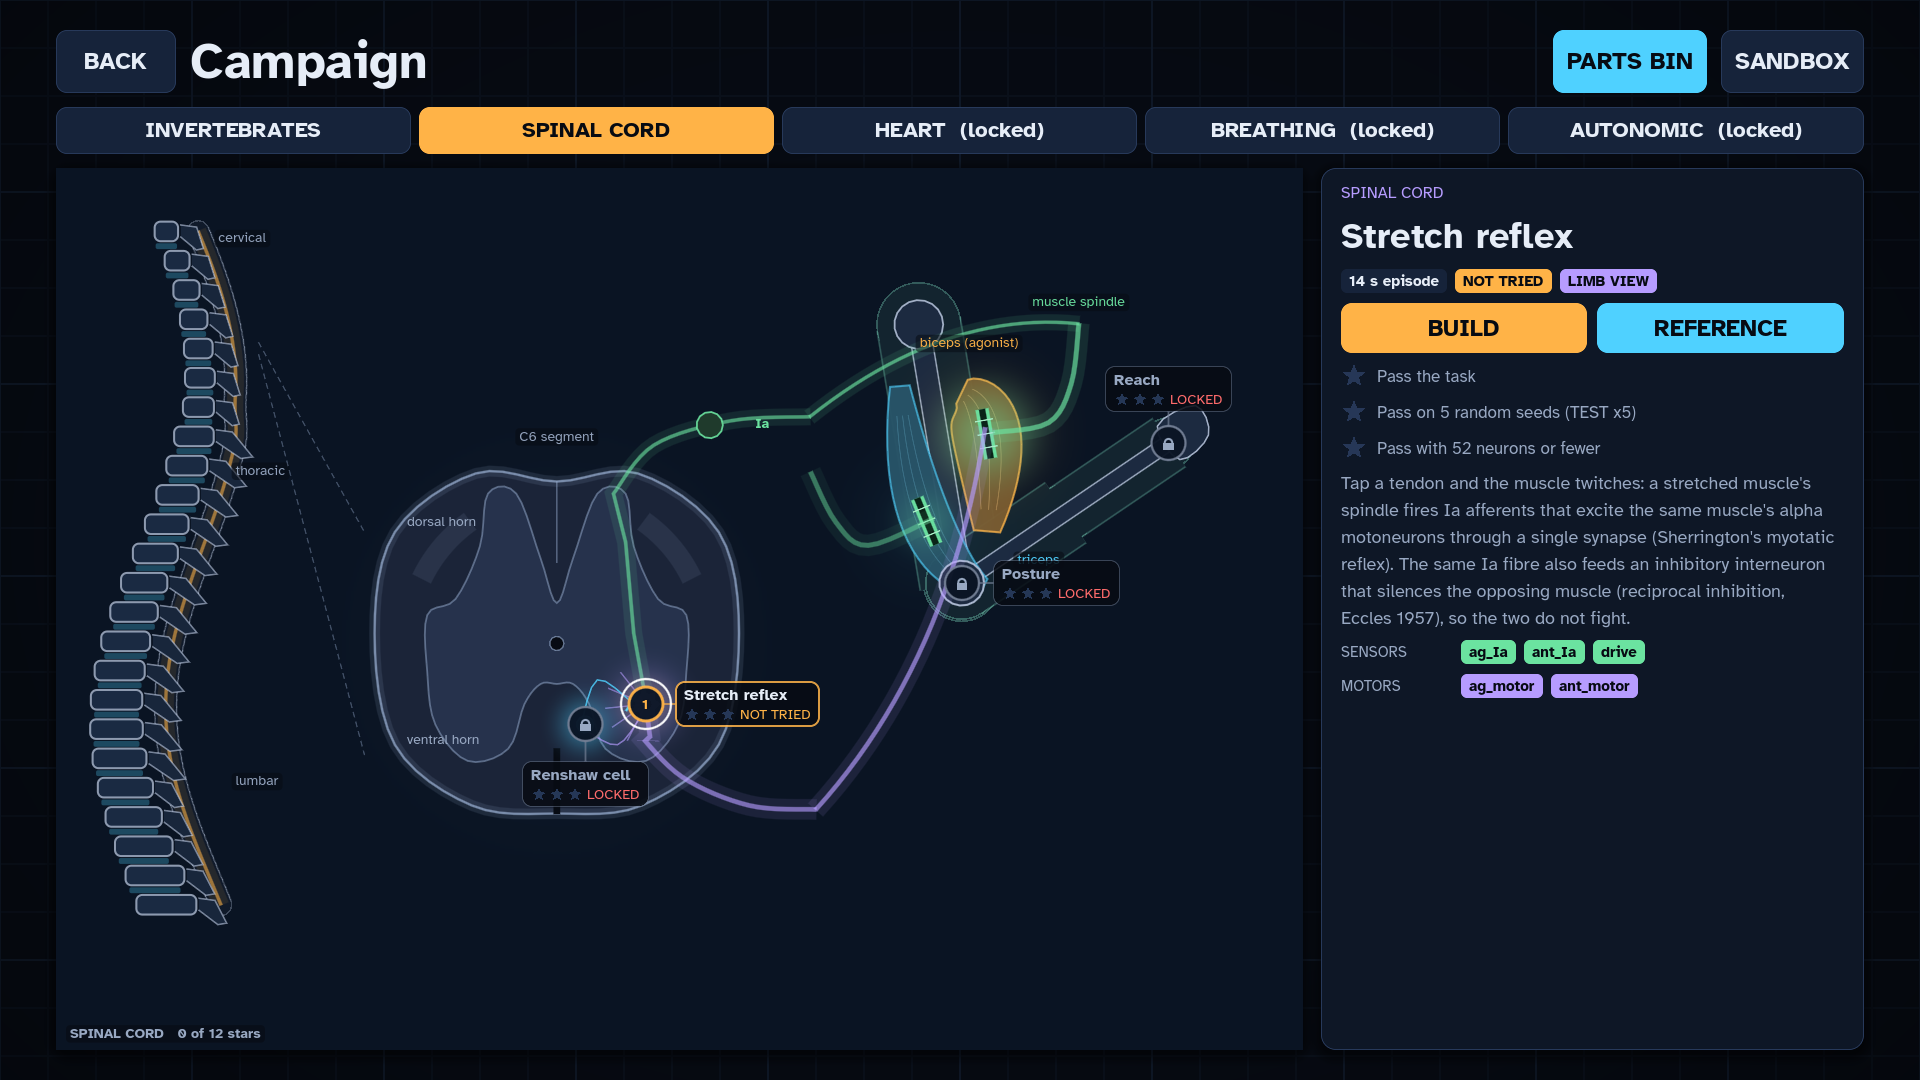 BACK
Campaign
PARTS BIN
SANDBOX
INVERTEBRATES
SPINAL CORD
HEART (locked)
BREATHING (locked)
AUTONOMIC (locked)
cervical
thoracic
lumbar
C6 segment
dorsal horn
ventral horn
Ia
muscle spindle
biceps (agonist)
triceps
Reach
LOCKED
Posture
LOCKED
1
Stretch reflex
NOT TRIED
Renshaw cell
LOCKED
SPINAL CORD 0 of 12 stars
SPINAL CORD
Stretch reflex
14 s episode
NOT TRIED
LIMB VIEW
BUILD
REFERENCE
Pass the task
Pass on 5 random seeds (TEST x5)
Pass with 52 neurons or fewer
Tap a tendon and the muscle twitches: a stretched muscle's
spindle fires Ia afferents that excite the same muscle's alpha
motoneurons through a single synapse (Sherrington's myotatic
reflex). The same Ia fibre also feeds an inhibitory interneuron
that silences the opposing muscle (reciprocal inhibition,
Eccles 1957), so the two do not fight.
SENSORS ag_Ia ant_Ia drive
MOTORS ag_motor ant_motor